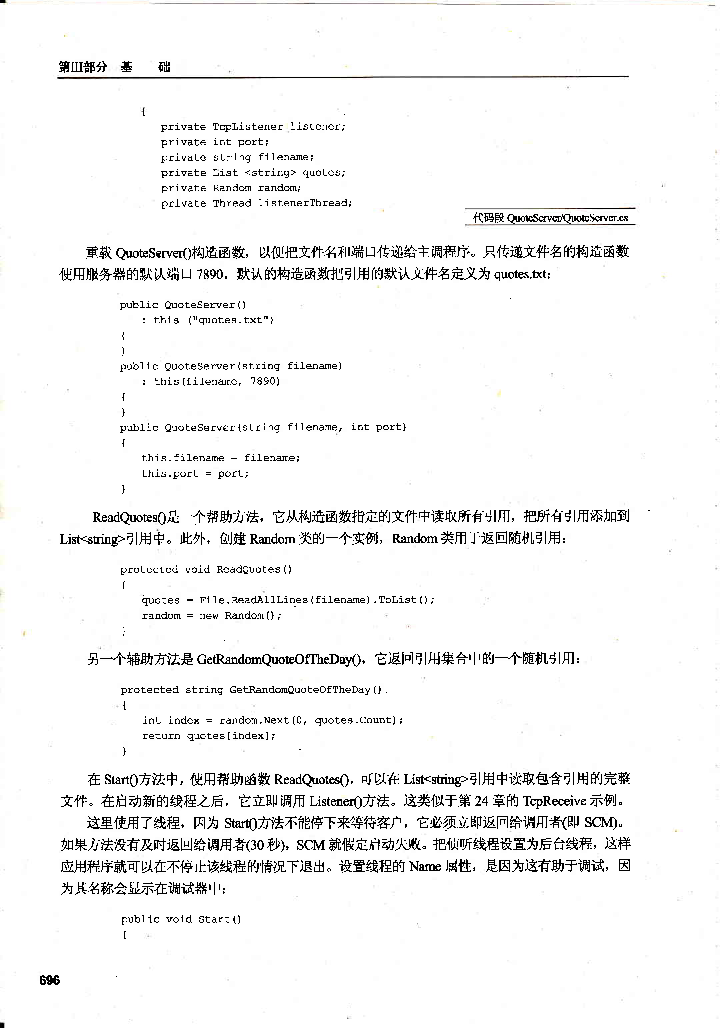 第III部分 基 础
{
private TcpListener listener;
private int port;
private string filename;
private List <string> quotes;
private Random random;
private Thread listenerThread;
代码段 QuoteServer/QuoteServer.cs
重载 QuoteServer()构造函数，以便把文件名和端口传递给主调程序。只传递文件名的构造函数
使用服务器的默认端口 7890。默认的构造函数把引用的默认文件名定义为 quotes.txt：
public QuoteServer()
: this ("quotes.txt")
{
}
public QuoteServer(string filename)
: this(filename, 7890)
{
}
public QuoteServer(string filename, int port)
{
this.filename = filename;
this.port = port;
}
ReadQuotes()是一个帮助方法，它从构造函数指定的文件中读取所有引用，把所有引用添加到
List<string>引用中。此外，创建 Random 类的一个实例，Random 类用于返回随机引用：
protected void ReadQuotes()
{
quotes = File.ReadAllLines(filename).ToList();
random = new Random();
}
另一个辅助方法是 GetRandomQuoteOfTheDay()，它返回引用集合中的一个随机引用：
protected string GetRandomQuoteOfTheDay()
{
int index = random.Next(0, quotes.Count);
return quotes[index];
}
在 Start()方法中，使用帮助函数 ReadQuotes()，可以在 List<string>引用中读取包含引用的完整
文件。在启动新的线程之后，它立即调用 Listener()方法。这类似于第 24 章的 TcpReceive 示例。
这里使用了线程，因为 Start()方法不能停下来等待客户，它必须立即返回给调用者(即 SCM)。
如果方法没有及时返回给调用者(30 秒)，SCM 就假定启动失败。把侦听线程设置为后台线程，这样
应用程序就可以在不停止该线程的情况下退出。设置线程的 Name 属性，是因为这有助于调试，因
为其名称会显示在调试器中：
public void Start()
{
696